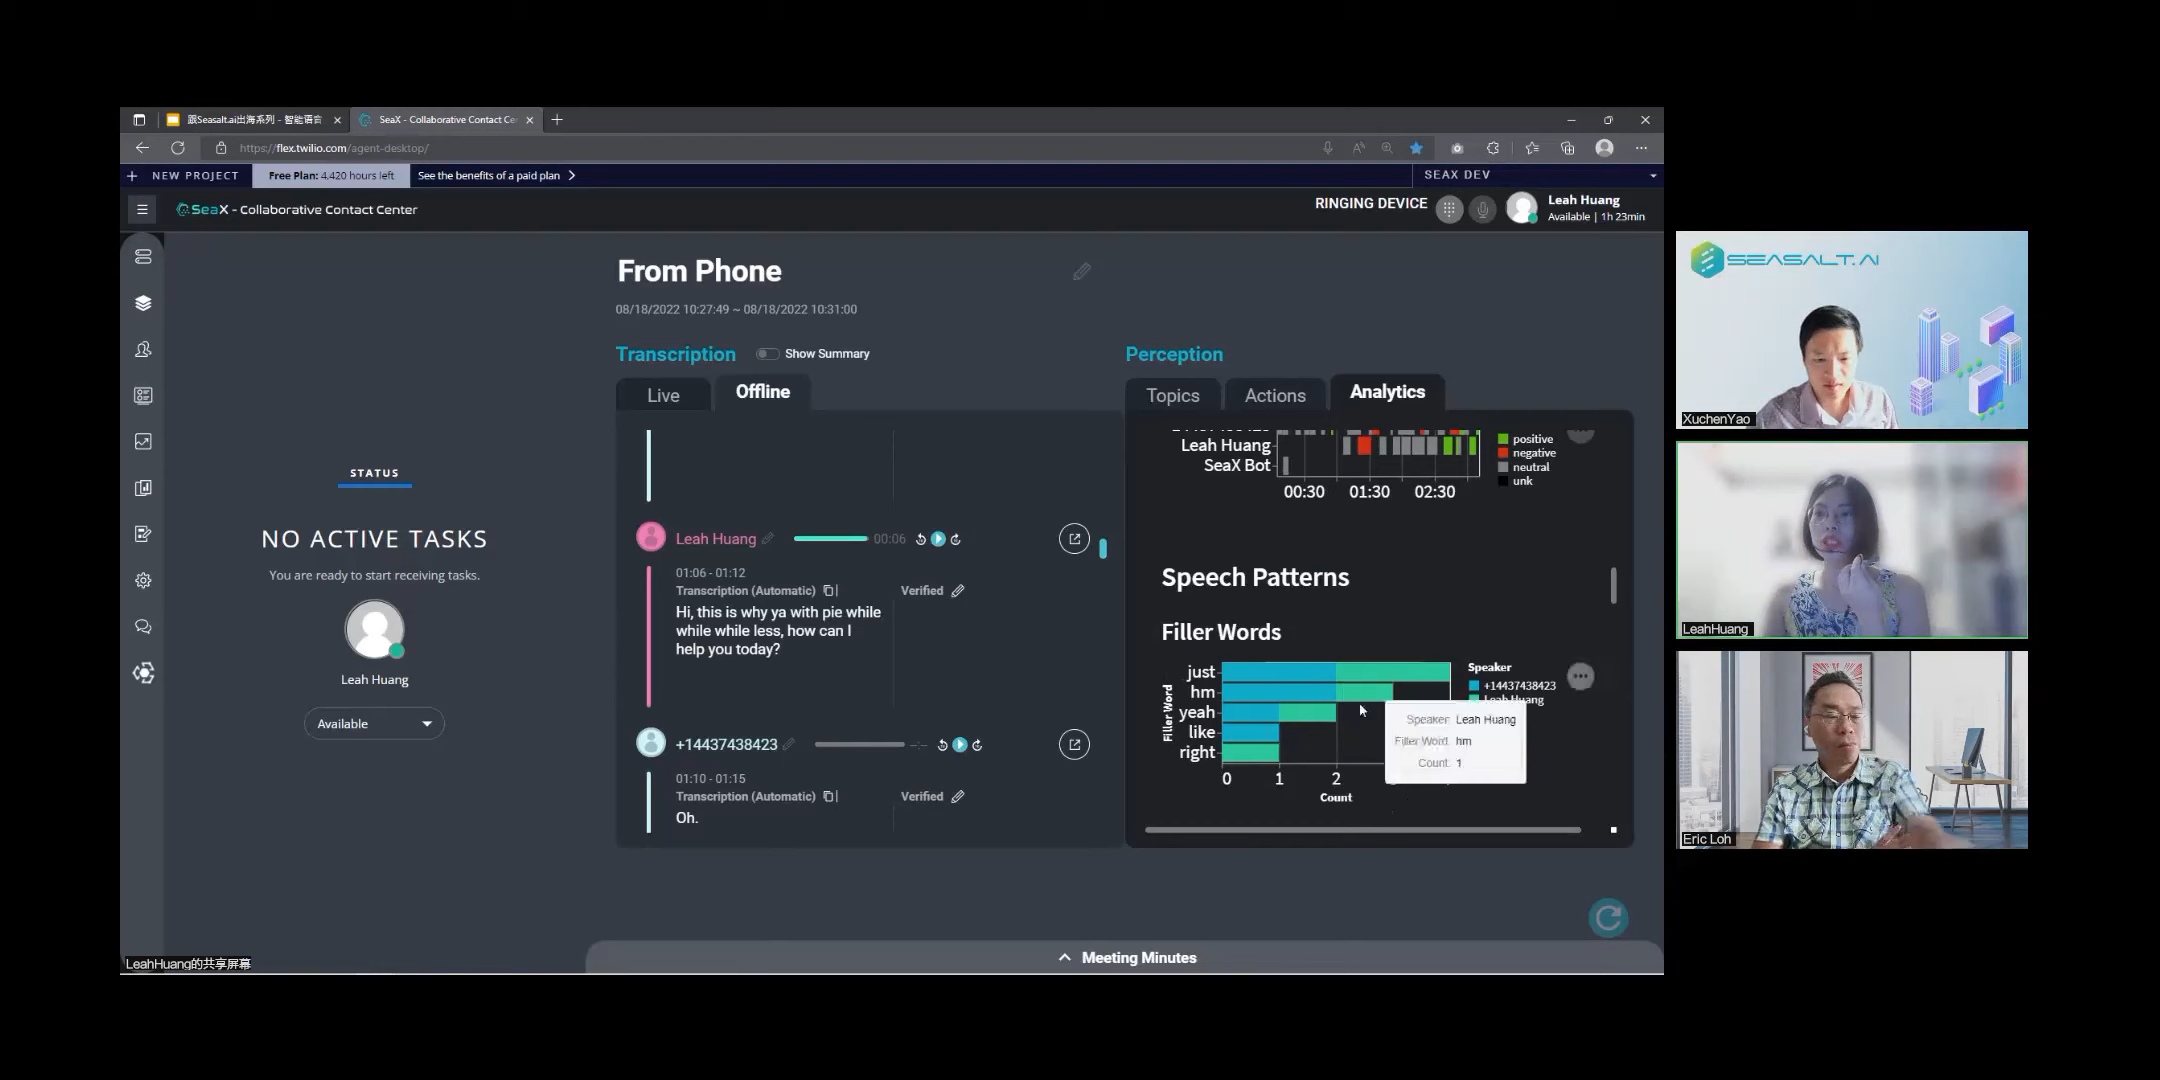 跟Seasalt.ai出海系列 - 智能语言
SeaX - Collaborative Contact Ce
https://flex.twilio.com/agent-desktop/
NEW PROJECT
Free Plan: 4,420 hours left
See the benefits of a paid plan
SEAX DEV
SeaX - Collaborative Contact Center
RINGING DEVICE
Leah Huang
Available | 1h 23min
STATUS
NO ACTIVE TASKS
You are ready to start receiving tasks.
Leah Huang
Available
From Phone
08/18/2022 10:27:49 ~ 08/18/2022 10:31:00
Transcription
Show Summary
Live
Offline
Leah Huang
00:06
01:06 - 01:12
Transcription (Automatic)
Verified
Hi, this is why ya with pie while
while while less, how can I
help you today?
+14437438423
01:10 - 01:15
Transcription (Automatic)
Verified
Oh.
Perception
Topics
Actions
Analytics
Leah Huang
SeaX Bot
00:30
01:30
02:30
positive
negative
neutral
unk
Speech Patterns
Filler Words
Filler Word
just
hm
yeah
like
right
0
1
2
Count
Speaker
+14437438423
Leah Huang
Speaker Leah Huang
Filler Word hm
Count 1
Meeting Minutes
LeahHuang的共享屏幕
SEASALT.AI
XuchenYao
LeahHuang
Eric Loh